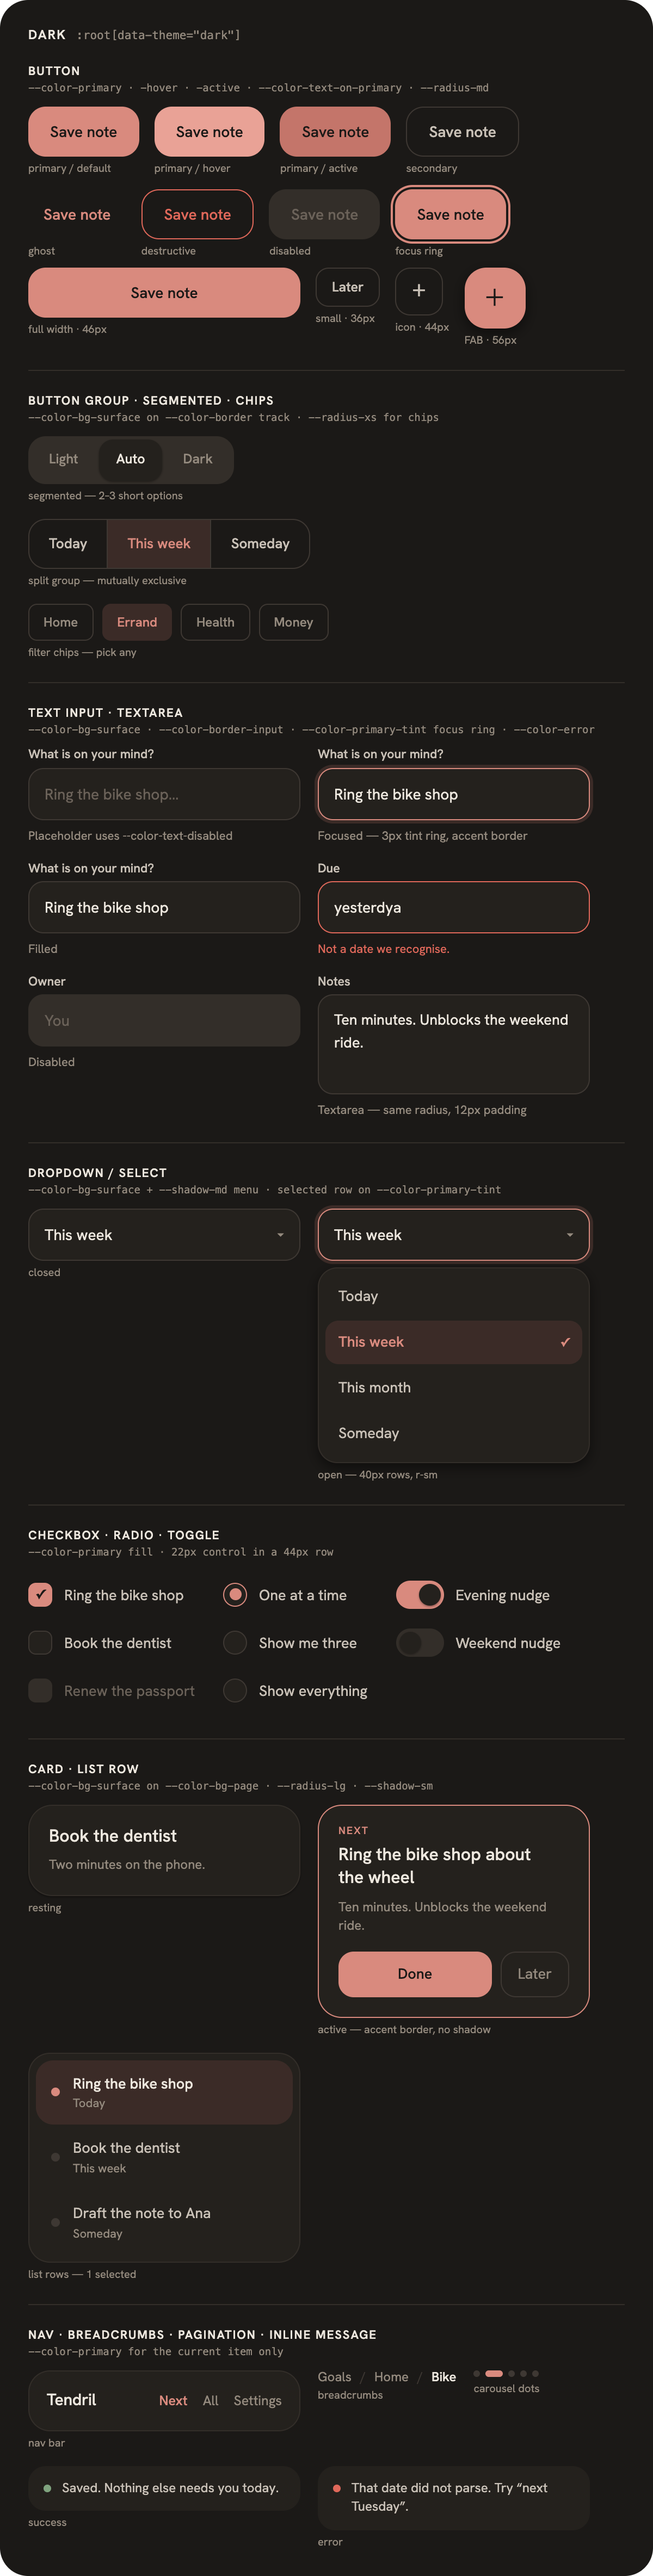 DARK :root[data-theme="dark"]
BUTTON
--color-primary · -hover · -active · --color-text-on-primary · --radius-md
Save note Save note Save note Save note
primary / default primary / hover primary / active secondary
Save note Save note Save note Save note
ghost destructive disabled focus ring
Save note Later + +
full width · 46px small · 36px icon · 44px FAB · 56px
BUTTON GROUP · SEGMENTED · CHIPS
--color-bg-surface on --color-border track · --radius-xs for chips
Light Auto Dark
segmented — 2–3 short options
Today This week Someday
split group — mutually exclusive
Home Errand Health Money
filter chips — pick any
TEXT INPUT · TEXTAREA
--color-bg-surface · --color-border-input · --color-primary-tint focus ring · --color-error
What is on your mind? What is on your mind?
Ring the bike shop… Ring the bike shop
Placeholder uses --color-text-disabled Focused — 3px tint ring, accent border
What is on your mind? Due
Ring the bike shop yesterdya
Filled Not a date we recognise.
Owner Notes
You Ten minutes. Unblocks the weekend
ride.
Disabled
Textarea — same radius, 12px padding
DROPDOWN / SELECT
--color-bg-surface + --shadow-md menu · selected row on --color-primary-tint
This week This week
closed
Today
This week ✓
This month
Someday
open — 40px rows, r-sm
CHECKBOX · RADIO · TOGGLE
--color-primary fill · 22px control in a 44px row
✓ Ring the bike shop One at a time Evening nudge
Book the dentist Show me three Weekend nudge
Renew the passport Show everything
CARD · LIST ROW
--color-bg-surface on --color-bg-page · --radius-lg · --shadow-sm
Book the dentist
Two minutes on the phone.
resting
NEXT
Ring the bike shop about
the wheel
Ten minutes. Unblocks the weekend
ride.
Done Later
active — accent border, no shadow
Ring the bike shop
Today
Book the dentist
This week
Draft the note to Ana
Someday
list rows — 1 selected
NAV · BREADCRUMBS · PAGINATION · INLINE MESSAGE
--color-primary for the current item only
Tendril Next All Settings
nav bar
Goals / Home / Bike
breadcrumbs
carousel dots
Saved. Nothing else needs you today.
success
That date did not parse. Try “next
Tuesday”.
error